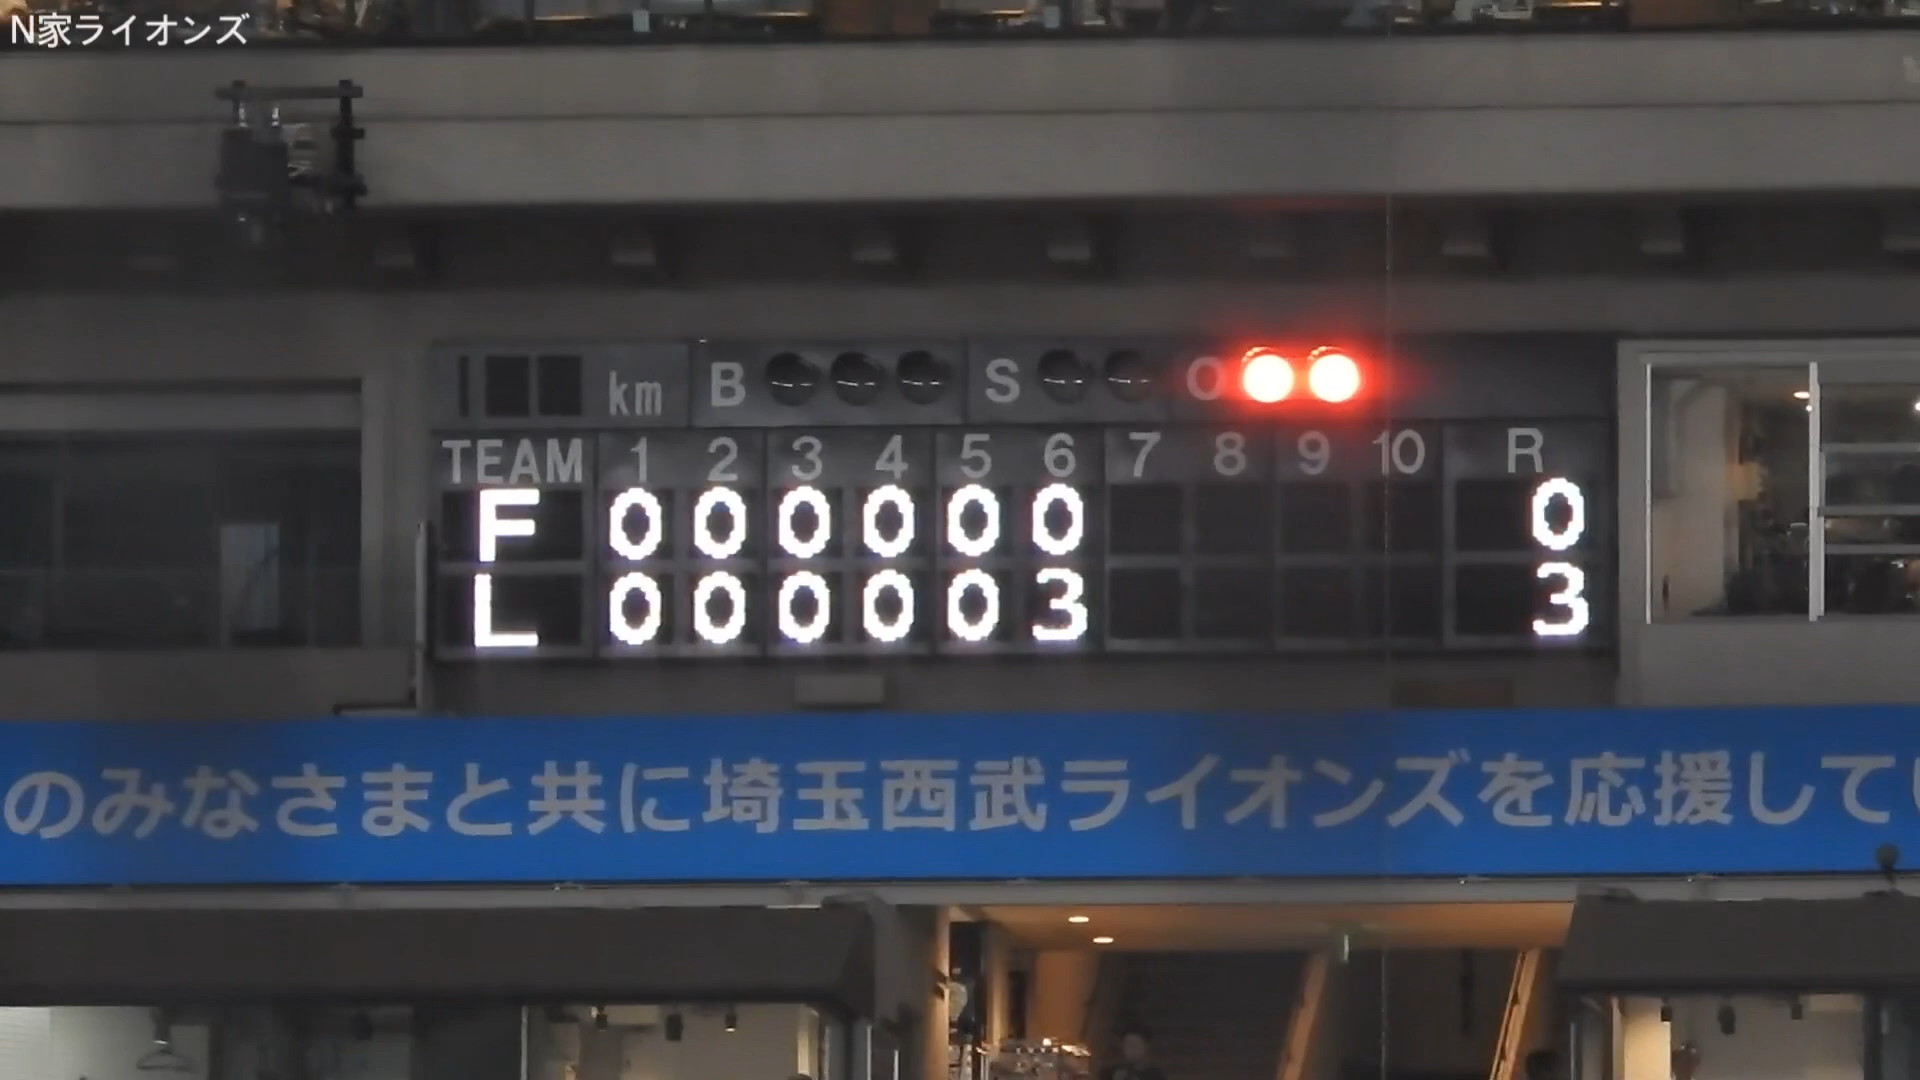 N家ライオンズ
km B S O
TEAM 1 2 3 4 5 6 7 8 9 10 R
F 0 0 0 0 0 0 0
L 0 0 0 0 0 3 3
のみなさまと共に埼玉西武ライオンズを応援してい